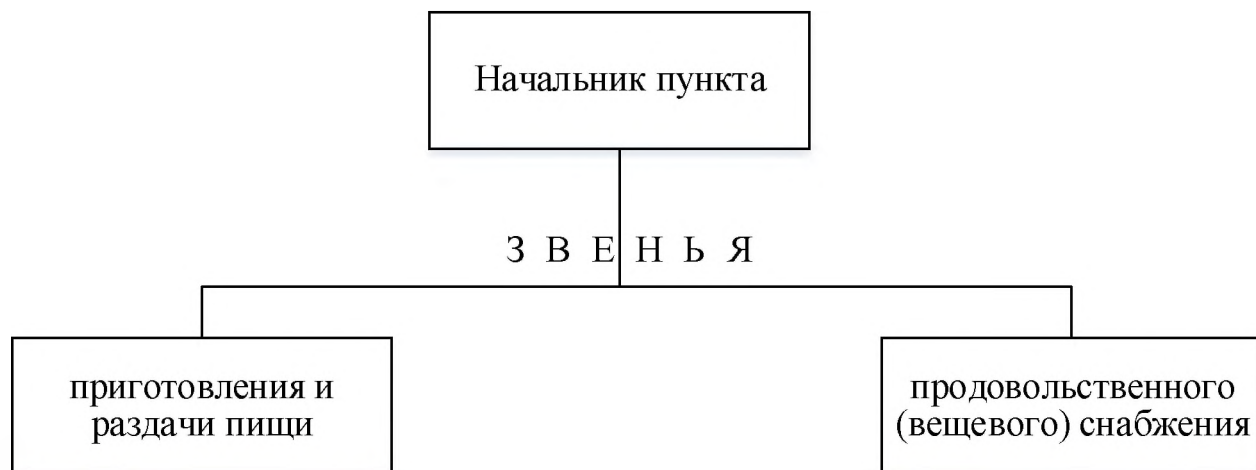 Начальник пункта
З В Е Н Ь Я
приготовления и
раздачи пищи
продовольственного
(вещевого) снабжения